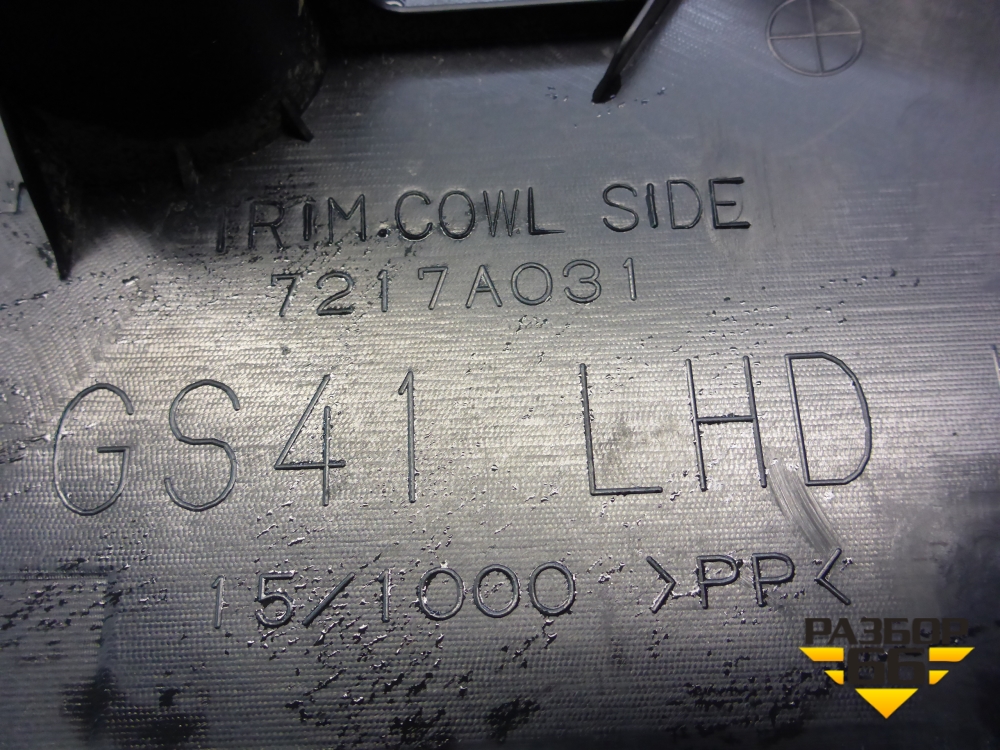 TRIM.COWL SIDE
7217A031
GS41 LHD
15/1000 >PP<
РАЗБОР
66